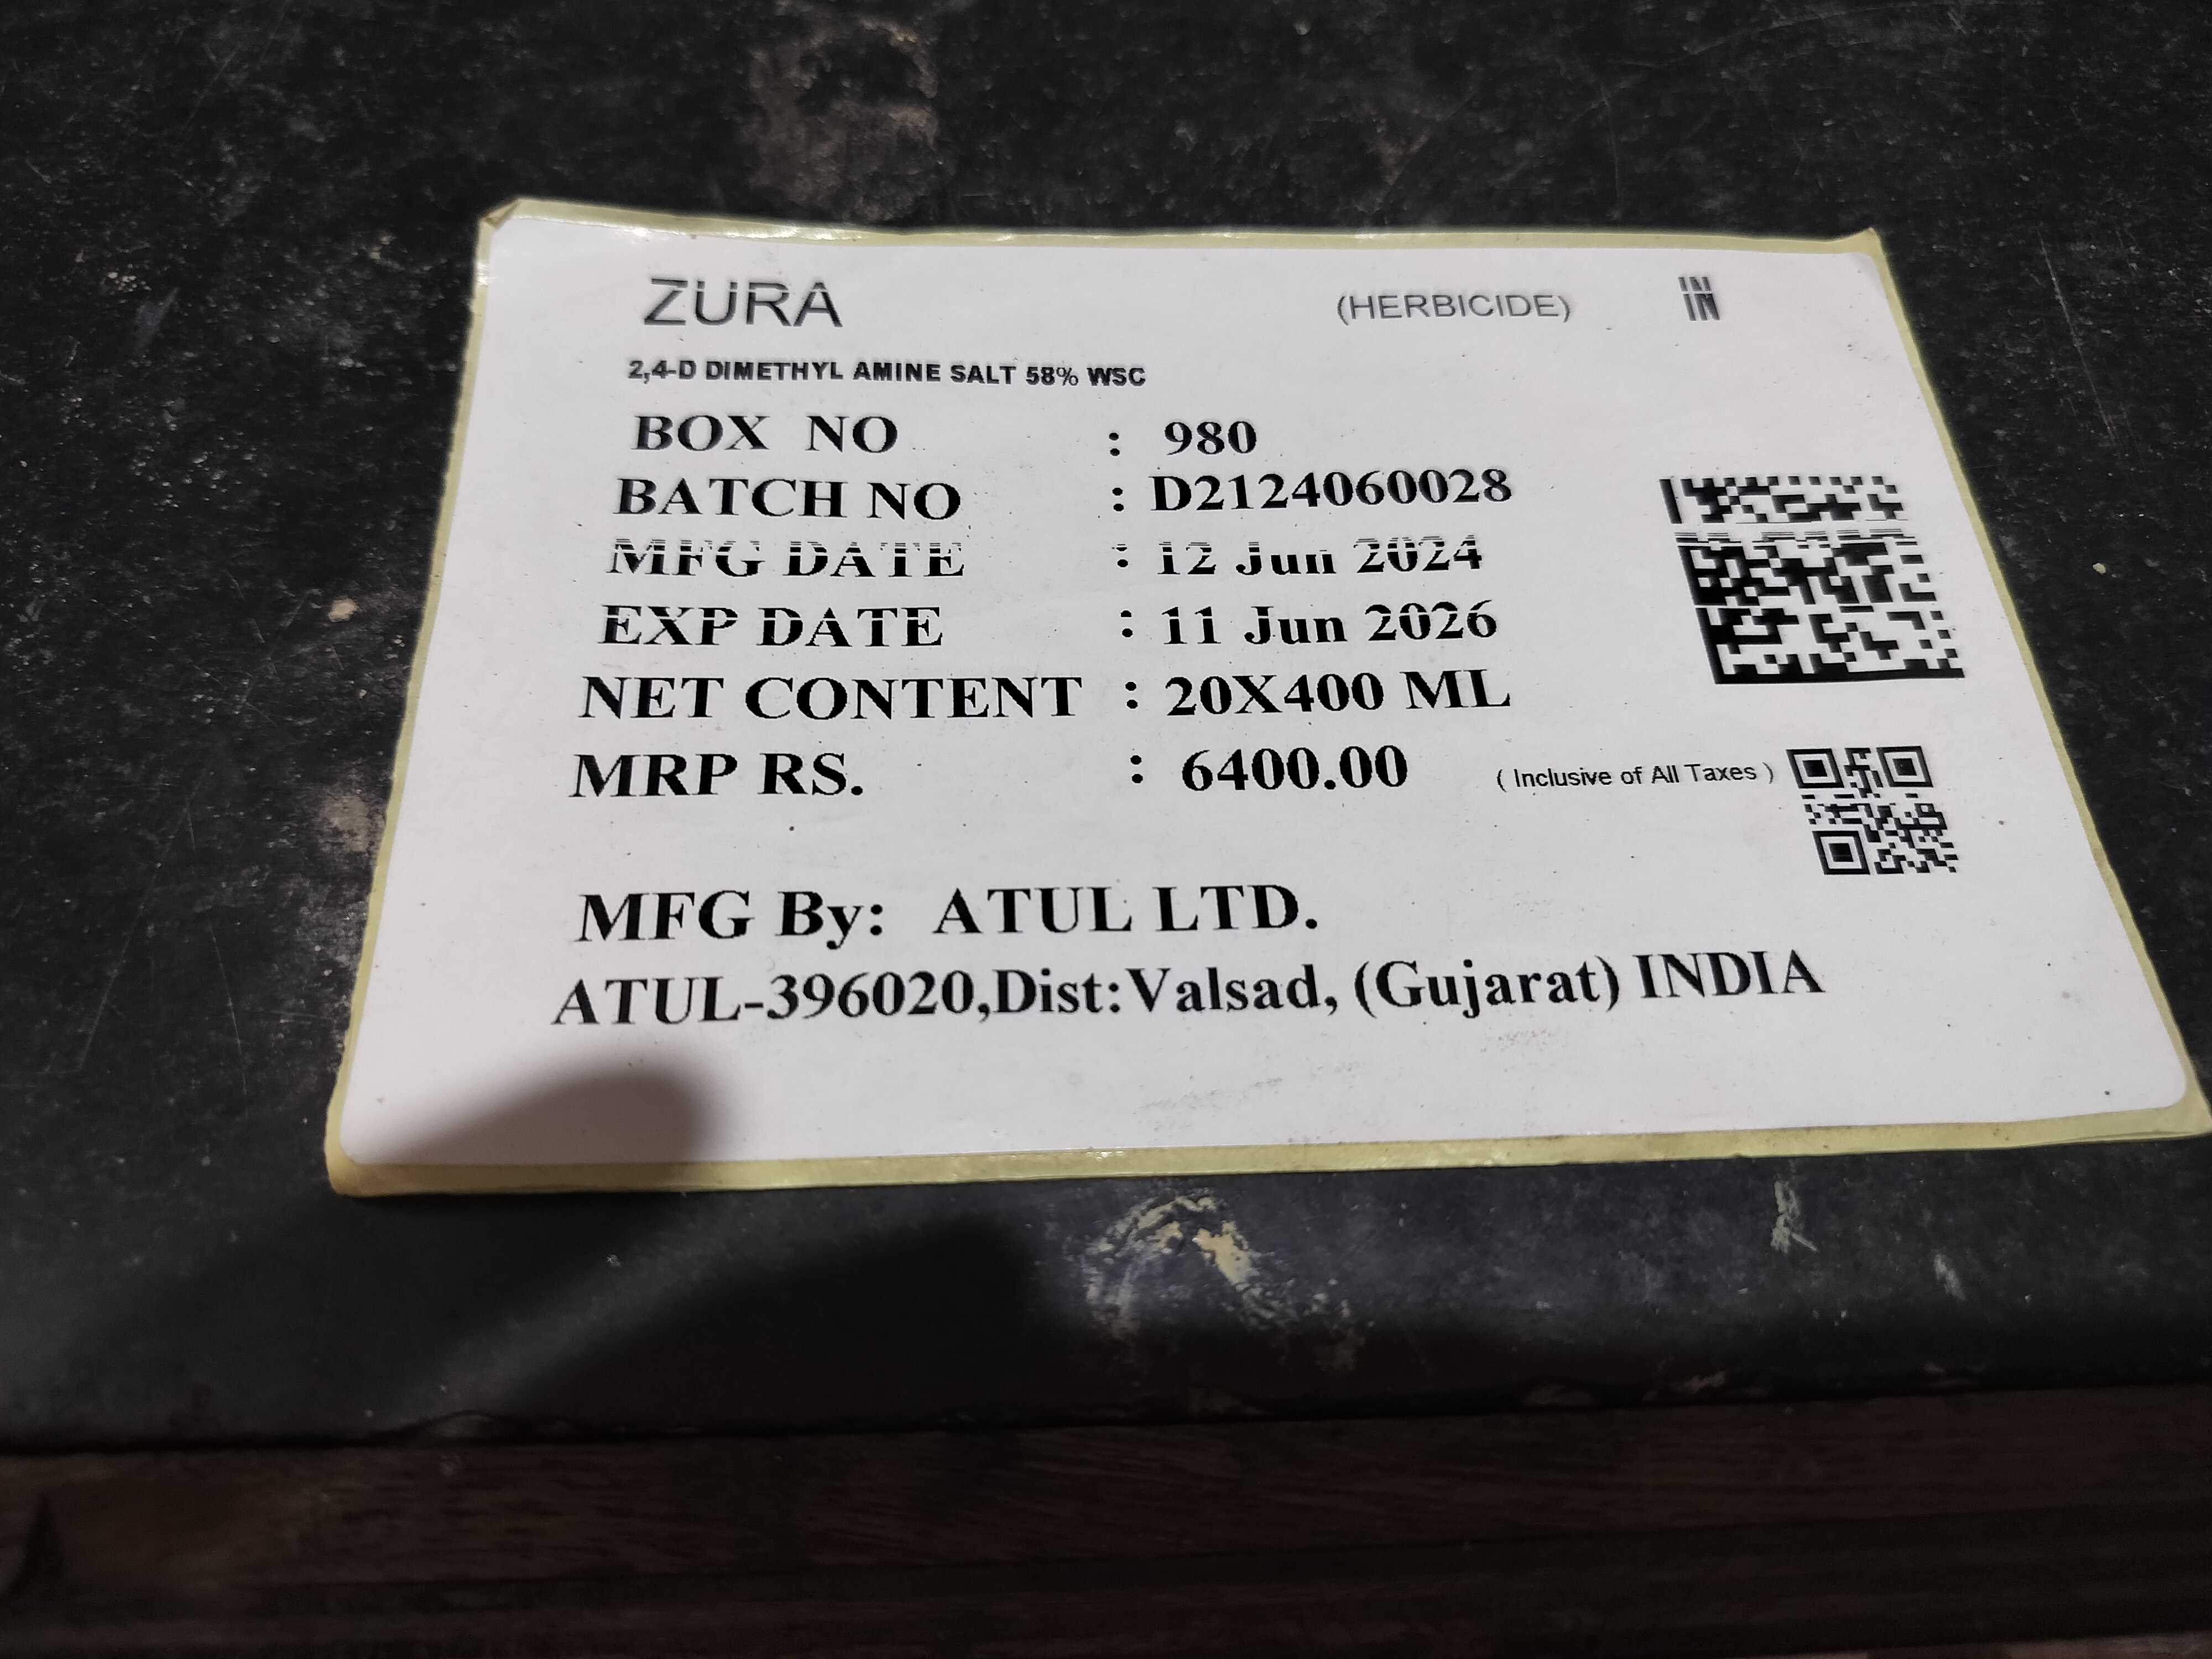 ZURA (HERBICIDE) IN
2,4-D DIMETHYL AMINE SALT 58% WSC
BOX NO : 980
BATCH NO : D2124060028
MFG DATE : 12 Jun 2024
EXP DATE : 11 Jun 2026
NET CONTENT : 20X400 ML
MRP RS. : 6400.00 ( Inclusive of All Taxes )
MFG By: ATUL LTD.
ATUL-396020,Dist:Valsad, (Gujarat) INDIA